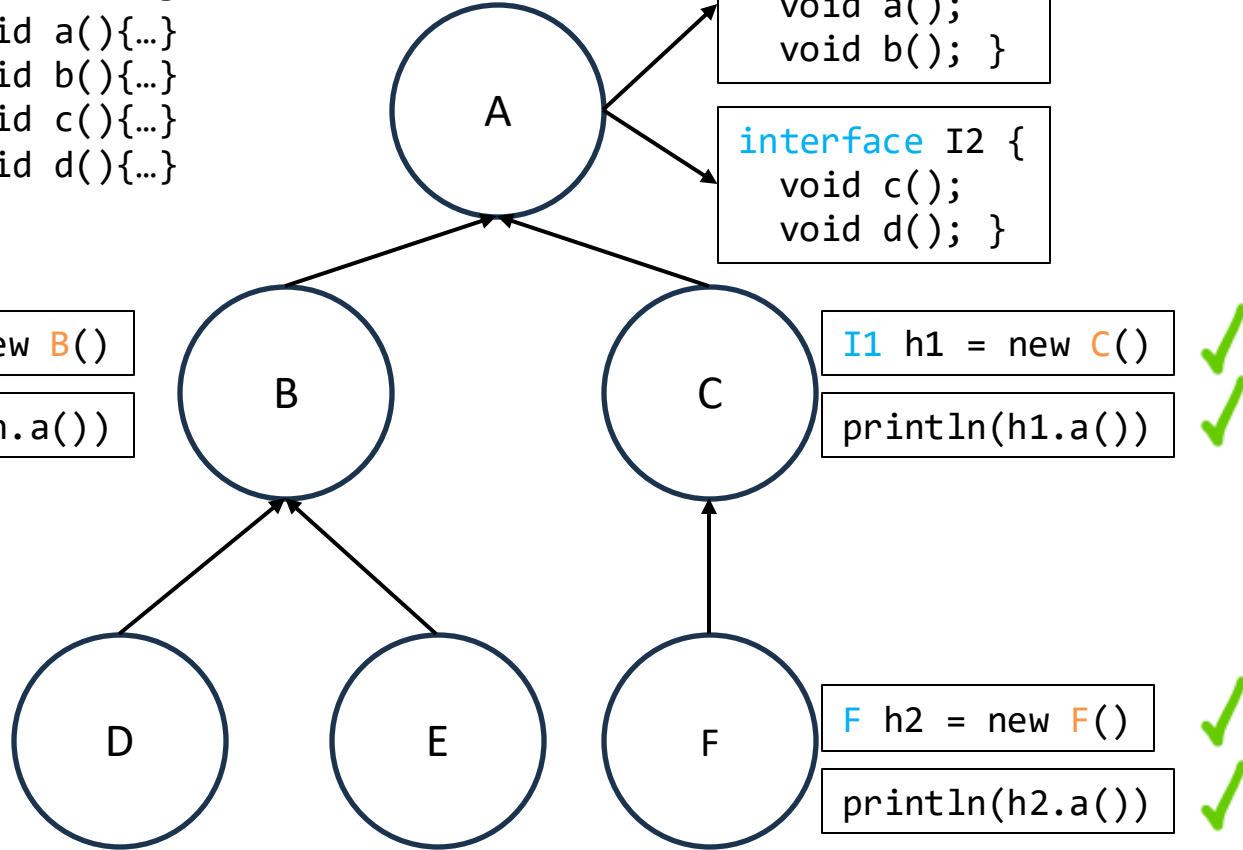 id a(){…}
id b(){…}
id c(){…}
id d(){…}
A
void a();
void b(); }
interface I2 {
void c();
void d(); }
ew B()
.a())
B
C
I1 h1 = new C()
println(h1.a())
D
E
F
F h2 = new F()
println(h2.a())